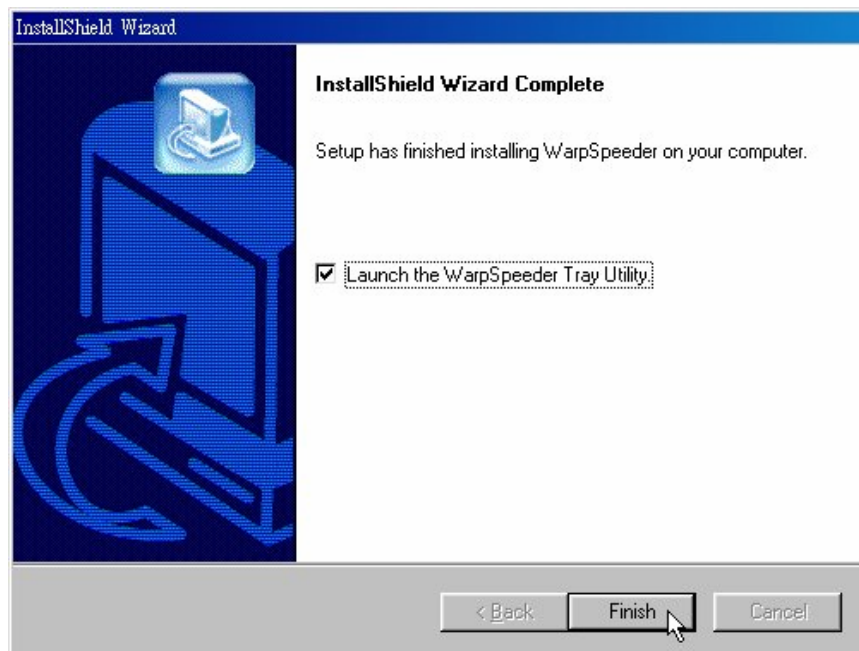 InstallShield Wizard
InstallShield Wizard Complete
Setup has finished installing WarpSpeeder on your computer.
Launch the WarpSpeeder Tray Utility.
< Back
Finish
Cancel